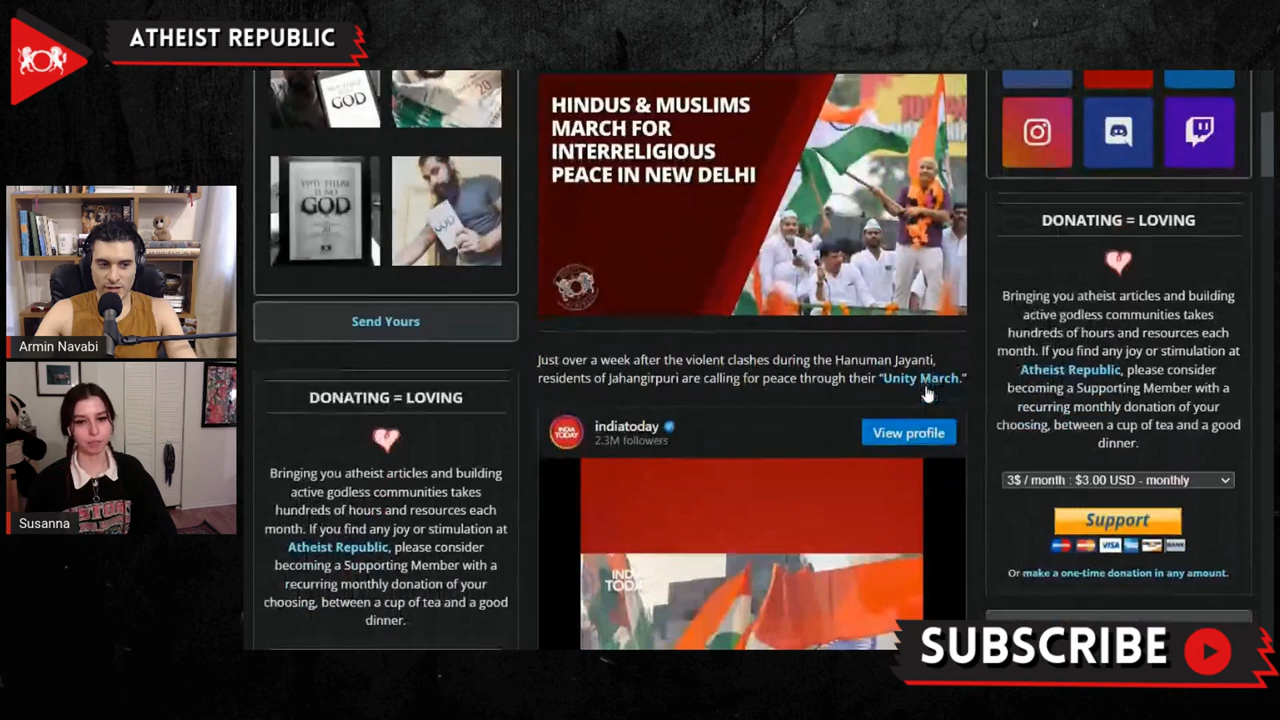 ATHEIST REPUBLIC
Armin Navabi
Susanna
GOD
GOD
GOD
Send Yours
DONATING = LOVING
Bringing you atheist articles and building
active godless communities takes
hundreds of hours and resources each
month. If you find any joy or stimulation at
Atheist Republic, please consider
becoming a Supporting Member with a
recurring monthly donation of your
choosing, between a cup of tea and a good
dinner.
HINDUS & MUSLIMS
MARCH FOR
INTERRELIGIOUS
PEACE IN NEW DELHI
Just over a week after the violent clashes during the Hanuman Jayanti,
residents of Jahangirpuri are calling for peace through their “Unity March.”
INDIA
TODAY
indiatoday
2.3M followers
View profile
DONATING = LOVING
Bringing you atheist articles and building
active godless communities takes
hundreds of hours and resources each
month. If you find any joy or stimulation at
Atheist Republic, please consider
becoming a Supporting Member with a
recurring monthly donation of your
choosing, between a cup of tea and a good
dinner.
3$ / month : $3.00 USD - monthly
Support
VISA
BANK
Or make a one-time donation in any amount.
SUBSCRIBE